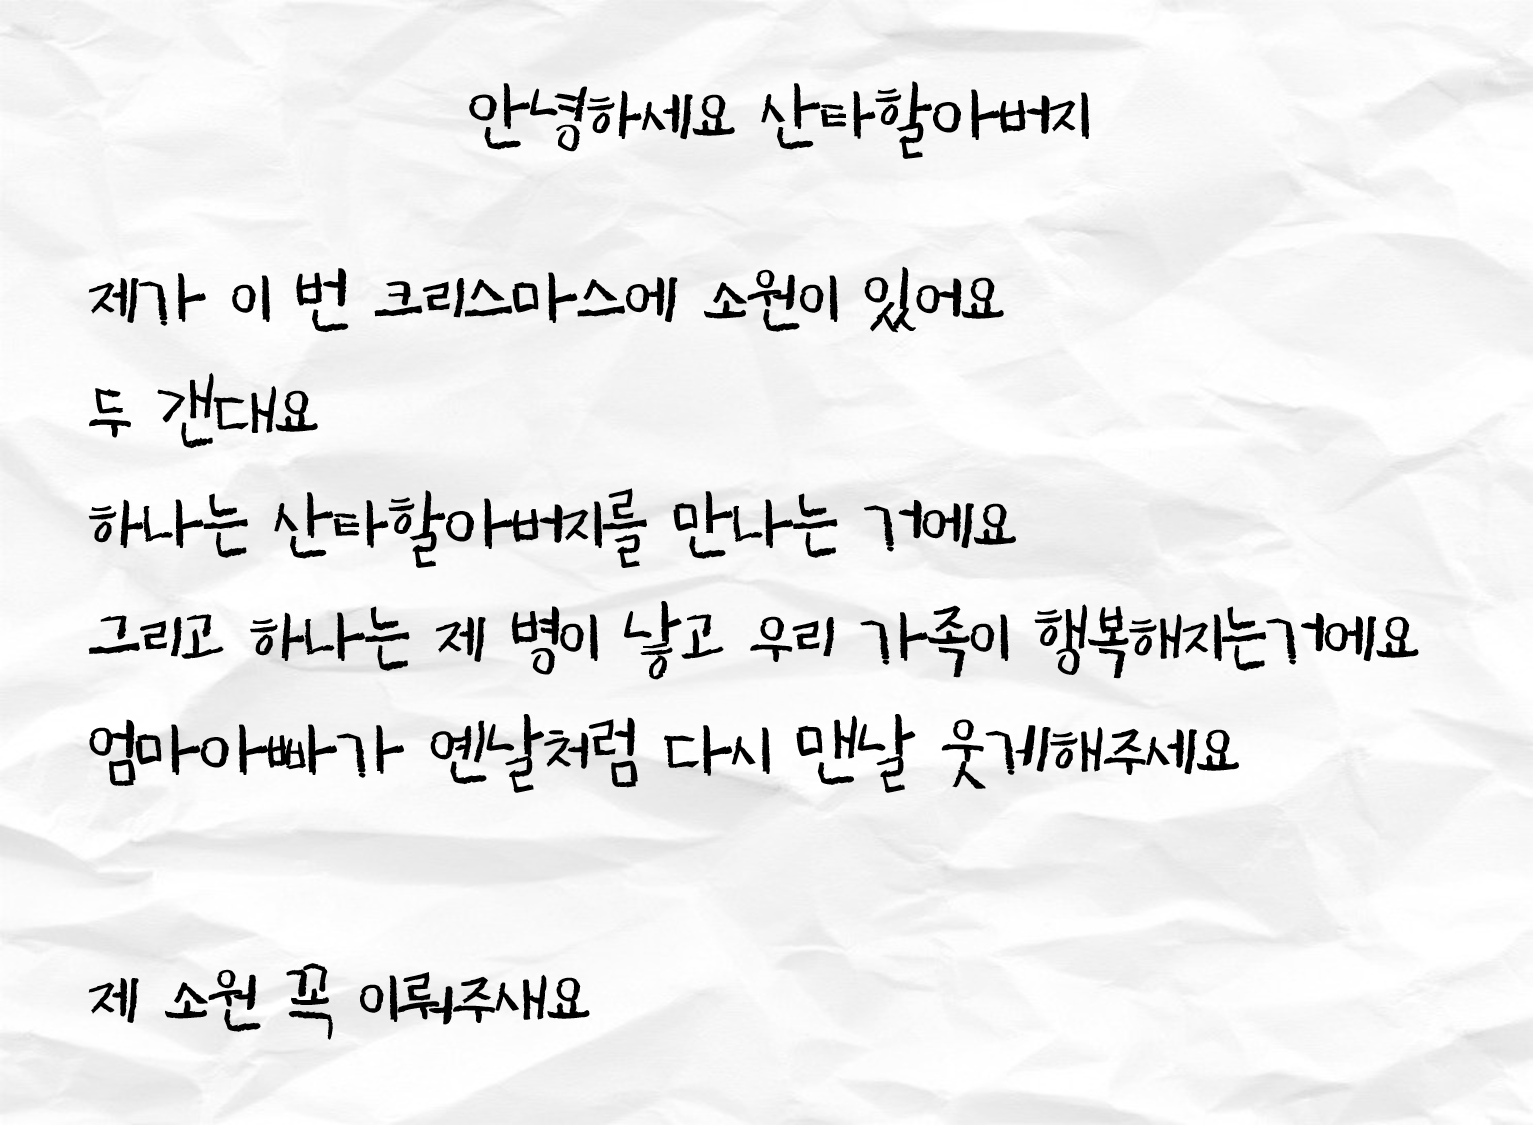 안녕하세요 산타할아버지
제가 이 번 크리스마스에 소원이 있어요
두 갠대요
하나는 산타할아버지를 만나는 거에요
그리고 하나는 제 병이 낳고 우리 가족이 행복해지는거에요
엄마아빠가 옌날처럼 다시 맨날 웃게해주세요
제 소원 꼭 이뤄주새요